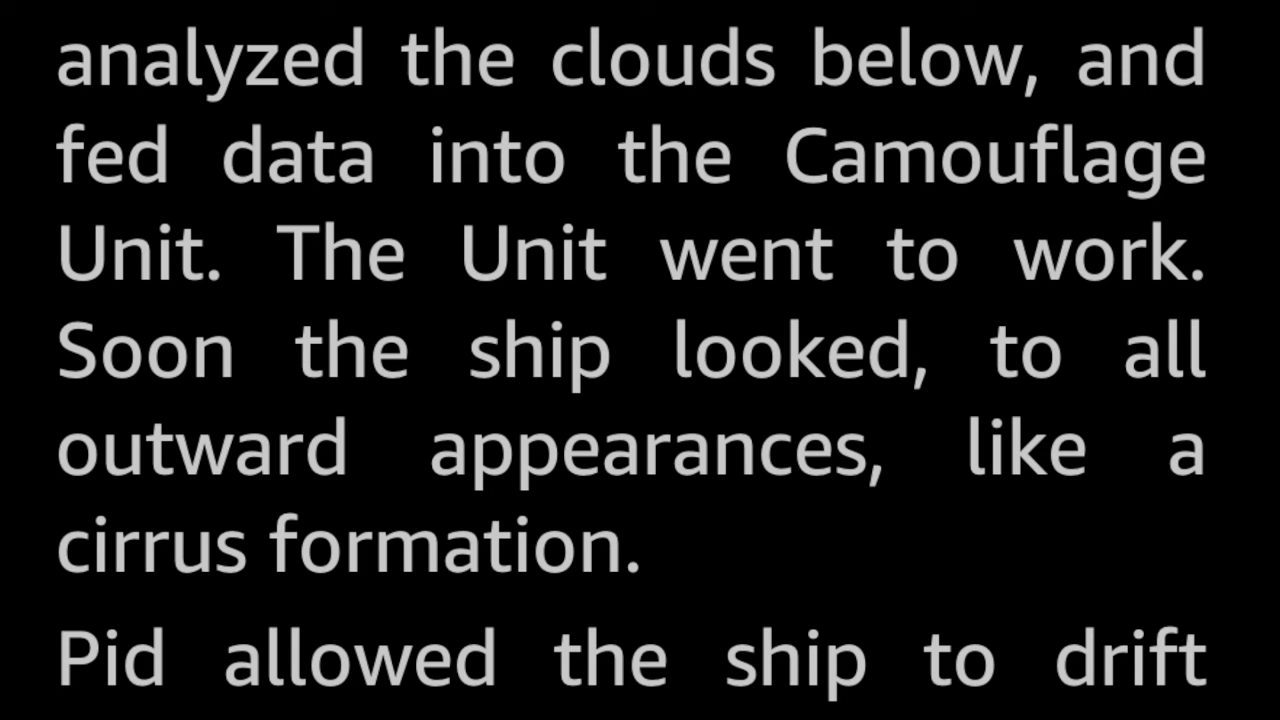 analyzed the clouds below, and
fed data into the Camouflage
Unit. The Unit went to work.
Soon the ship looked, to all
outward appearances, like a
cirrus formation.
Pid allowed the ship to drift